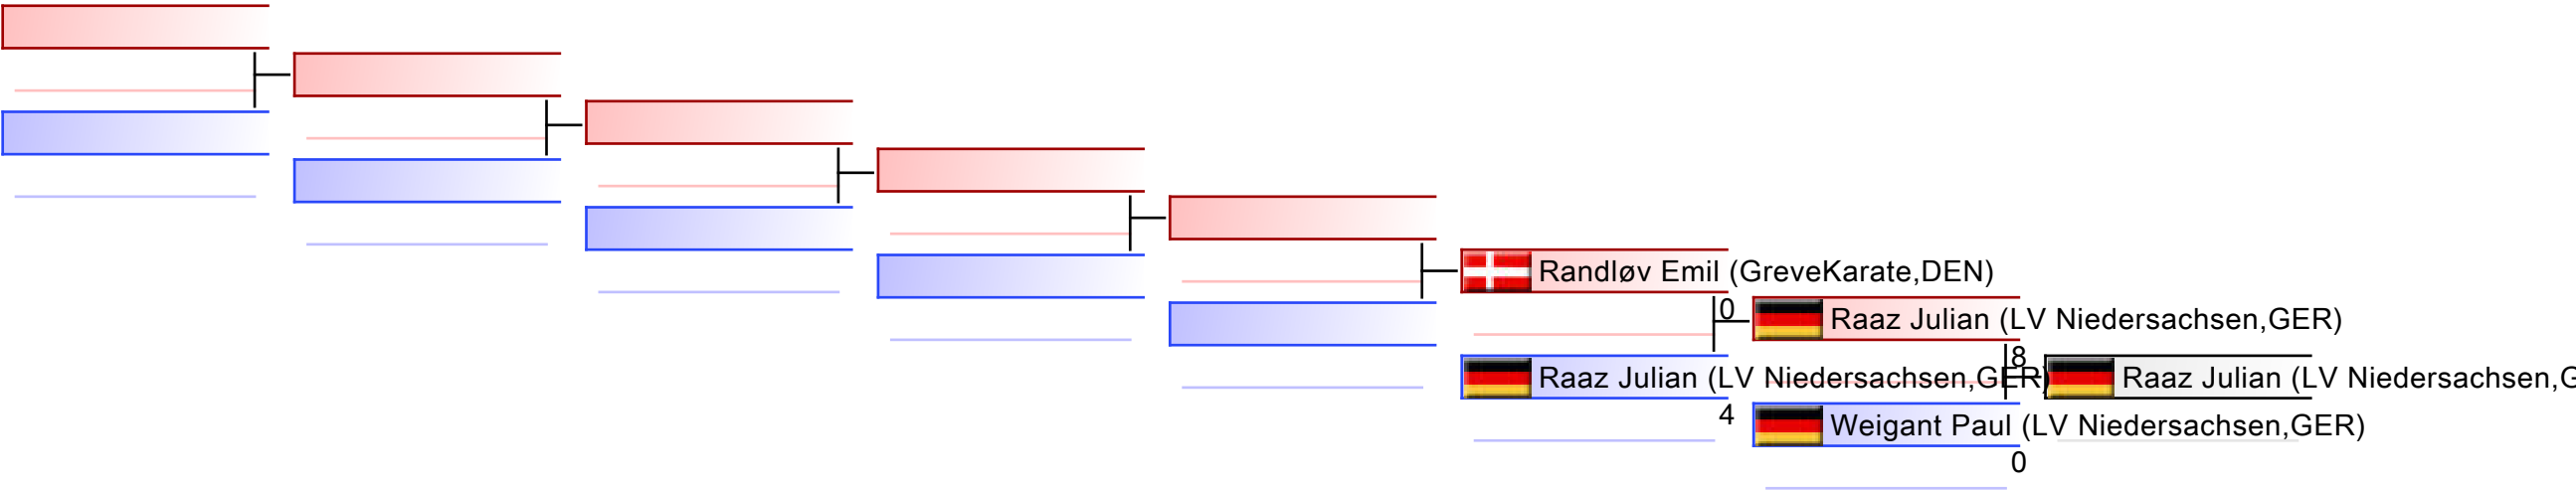 Randløv Emil (GreveKarate,DEN)
0
Raaz Julian (LV Niedersachsen,GER)
8
Raaz Julian (LV Niedersachsen,GER)
Raaz Julian (LV Niedersachsen,G
4
Weigant Paul (LV Niedersachsen,GER)
0